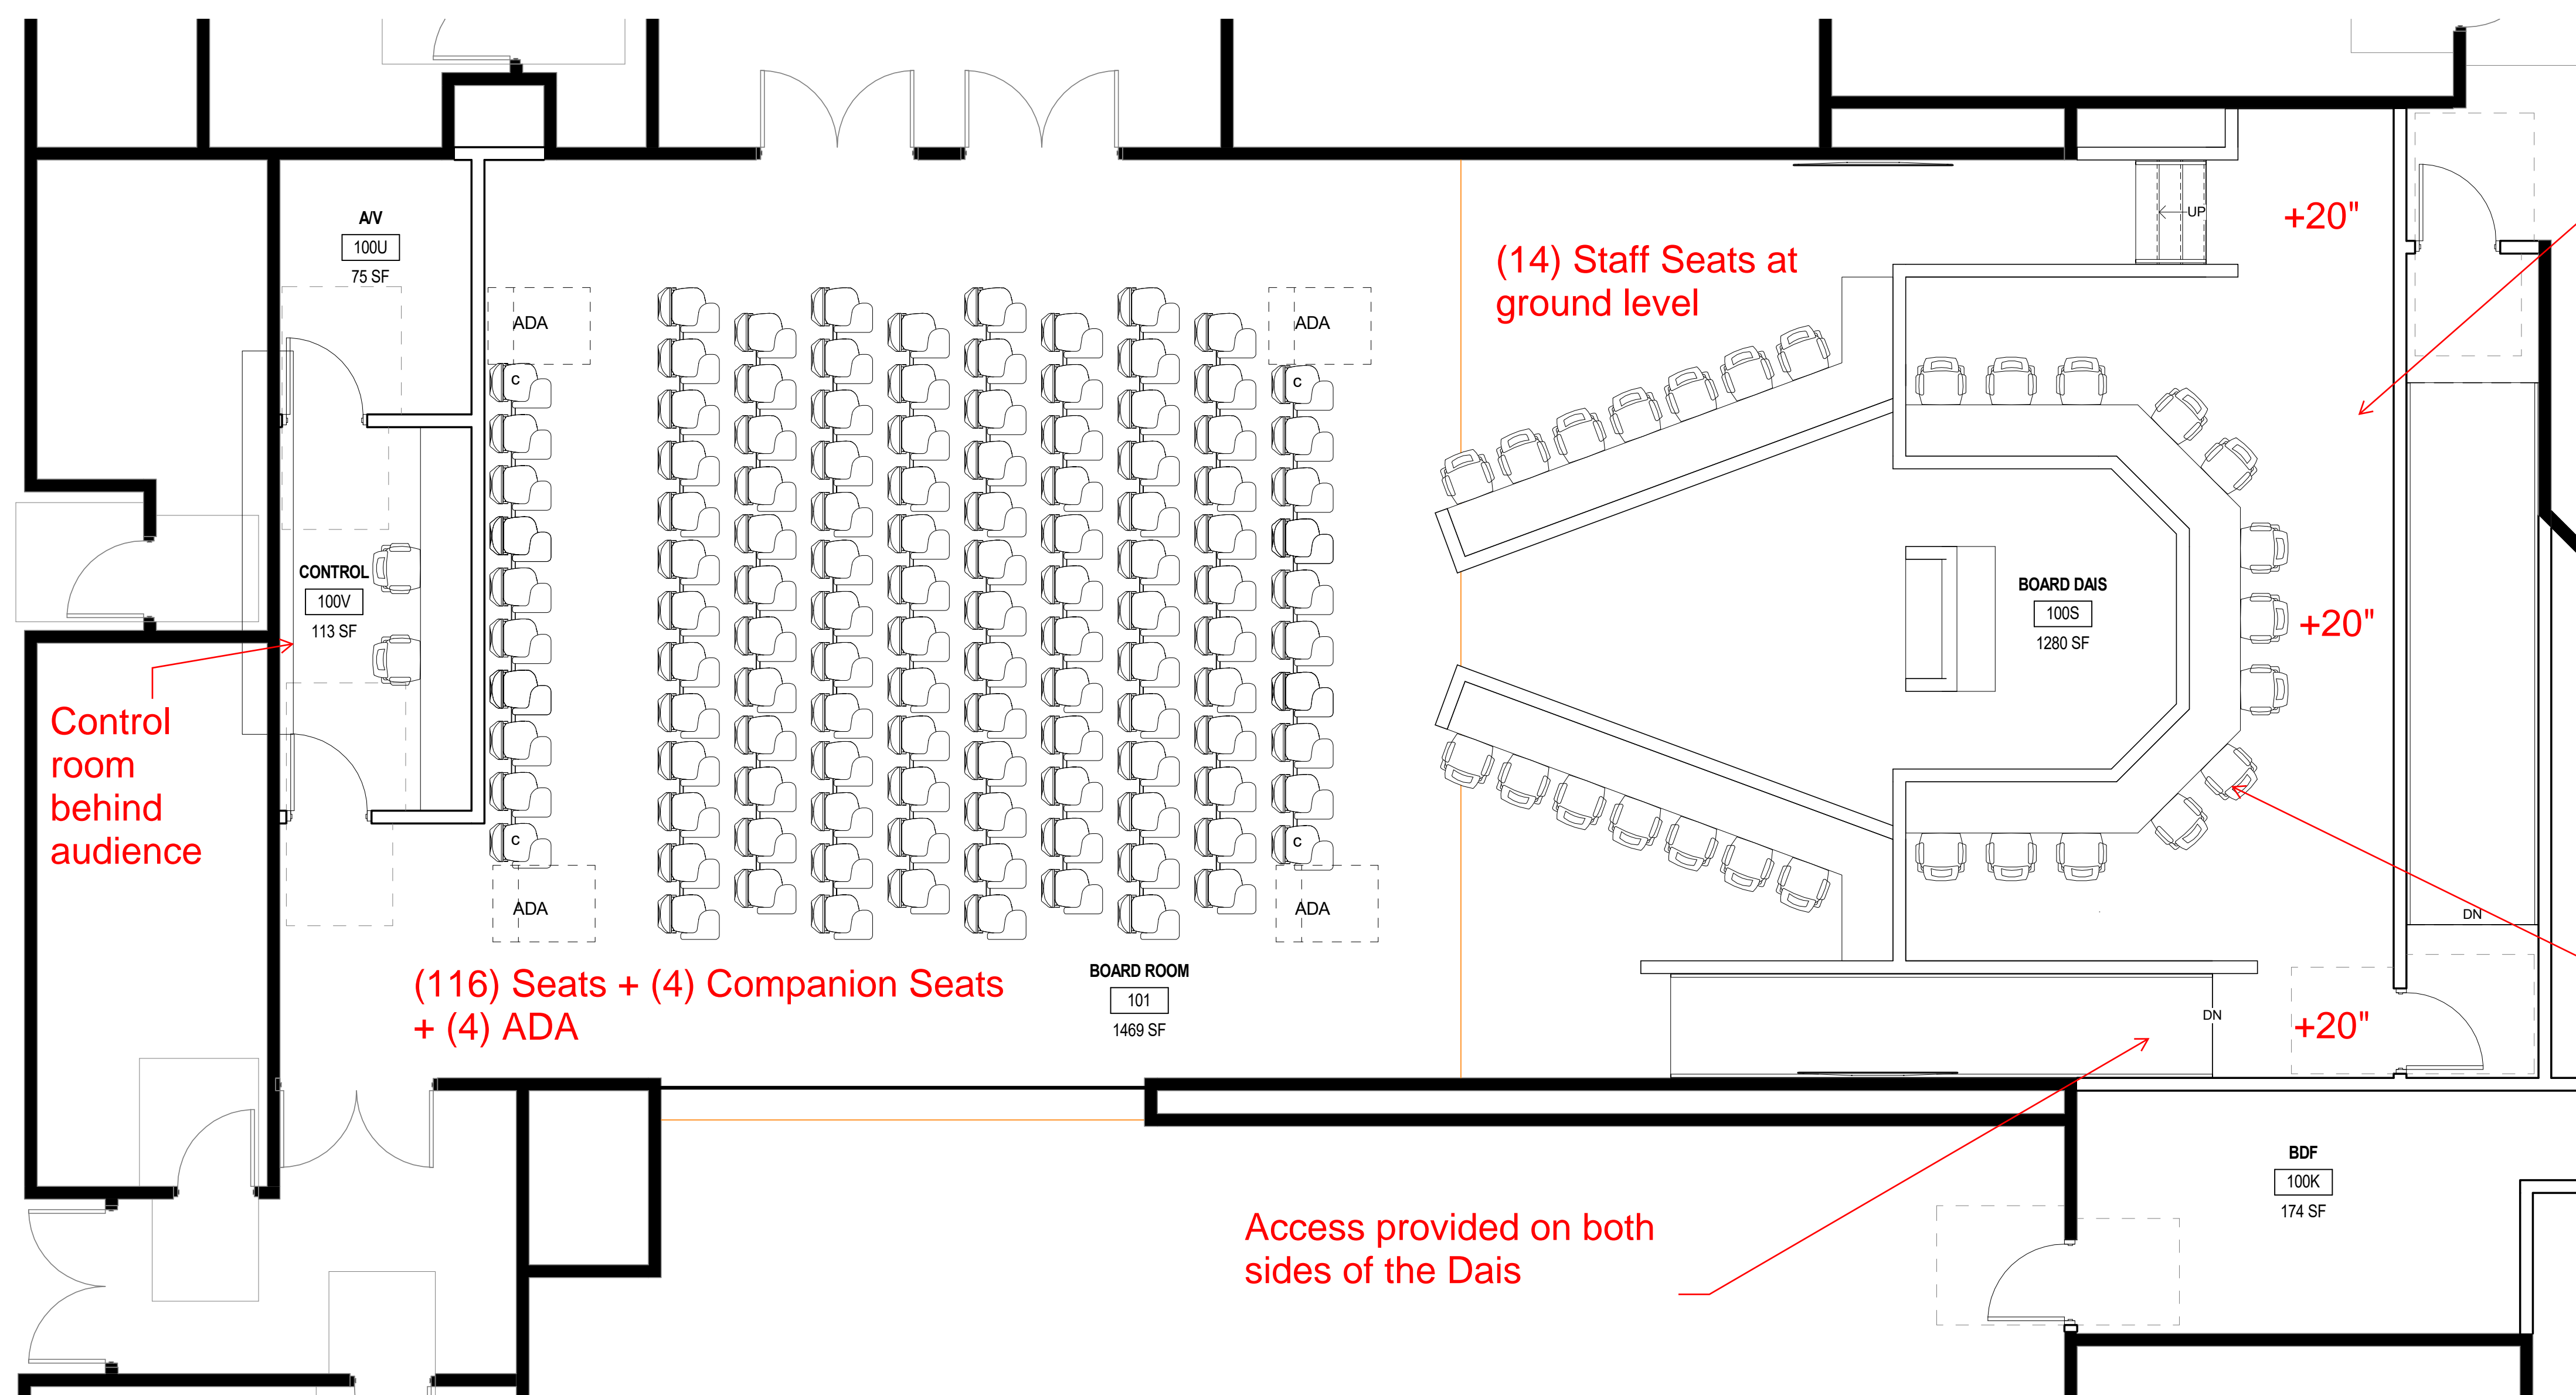 A/V
100U
75 SF
UP
+20"
(14) Staff Seats at
ground level
ADA
ADA
C
C
CONTROL
100V
113 SF
BOARD DAIS
100S
1280 SF
+20"
Control
room
behind
audience
C
C
ADA
ADA
DN
(116) Seats + (4) Companion Seats
+ (4) ADA
BOARD ROOM
101
1469 SF
DN
+20"
BDF
100K
174 SF
Access provided on both
sides of the Dais